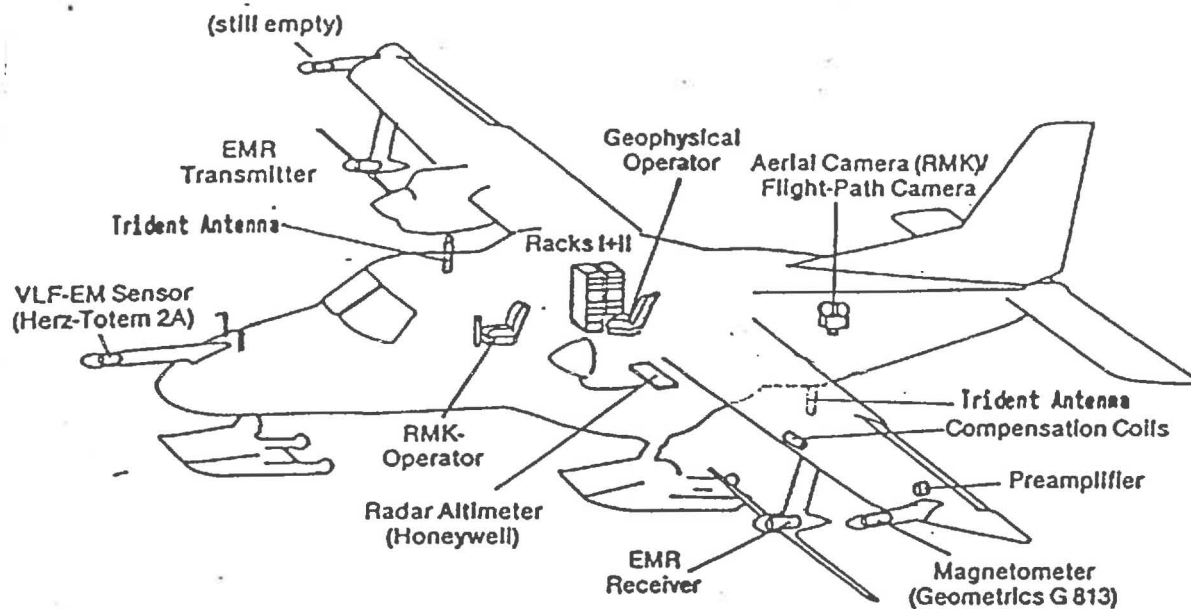 (still empty)
EMR
Transmitter
Trident Antenna
VLF-EM Sensor
(Herz-Totem 2A)
Geophysical
Operator
Racks I+II
Aerial Camera (RMK)/
Flight-Path Camera
RMK-
Operator
Radar Altimeter
(Honeywell)
EMR
Receiver
Trident Antenna
Compensation Coils
Preamplifier
Magnetometer
(Geometrics G 813)